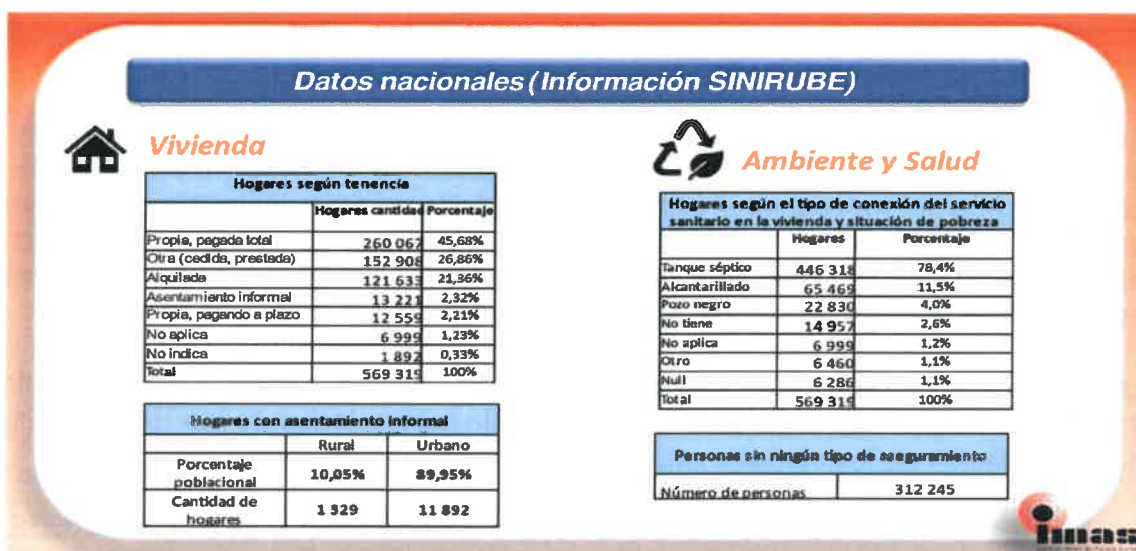 Datos nacionales (Información SINIRUBE)
Vivienda
Hogares según tenencia
Hogares cantidad Porcentaje
Propia, pagada total 260 067 45,68%
Otra (cedida, prestada) 152 908 26,86%
Alquilada 121 633 21,36%
Asentamiento informal 13 221 2,32%
Propia, pagando a plazo 12 559 2,21%
No aplica 6 999 1,23%
No indica 1 892 0,33%
Total 569 319 100%
Hogares con asentamiento informal
Rural Urbano
Porcentaje
poblacional 10,05% 89,95%
Cantidad de
hogares 1 329 11 892
Ambiente y Salud
Hogares según el tipo de conexión del servicio
sanitario en la vivienda y situación de pobreza
Hogares Porcentaje
Tanque séptico 446 318 78,4%
Alcantarillado 65 469 11,5%
Pozo negro 22 830 4,0%
No tiene 14 957 2,6%
No aplica 6 999 1,2%
Otro 6 460 1,1%
Null 6 286 1,1%
Total 569 319 100%
Personas sin ningún tipo de aseguramiento
Número de personas 312 245
imas